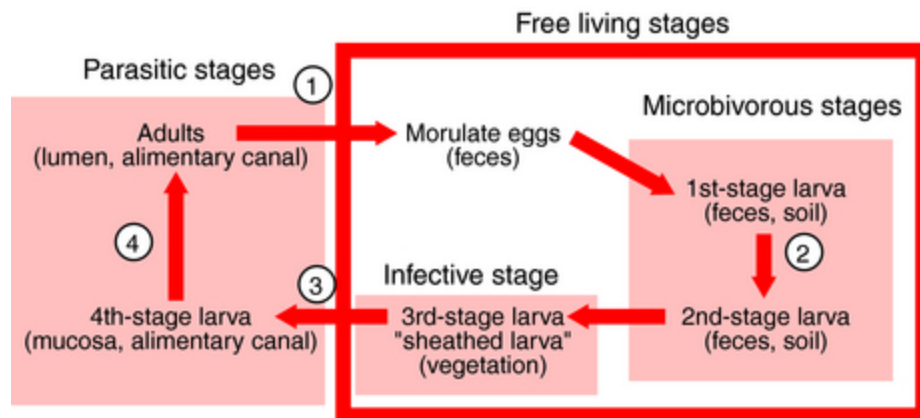 Free living stages
Parasitic stages
1
Microbivorous stages
Adults
(lumen, alimentary canal)
Morulate eggs
(feces)
1st-stage larva
(feces, soil)
2
4
3
Infective stage
4th-stage larva
(mucosa, alimentary canal)
3rd-stage larva
"sheathed larva"
(vegetation)
2nd-stage larva
(feces, soil)